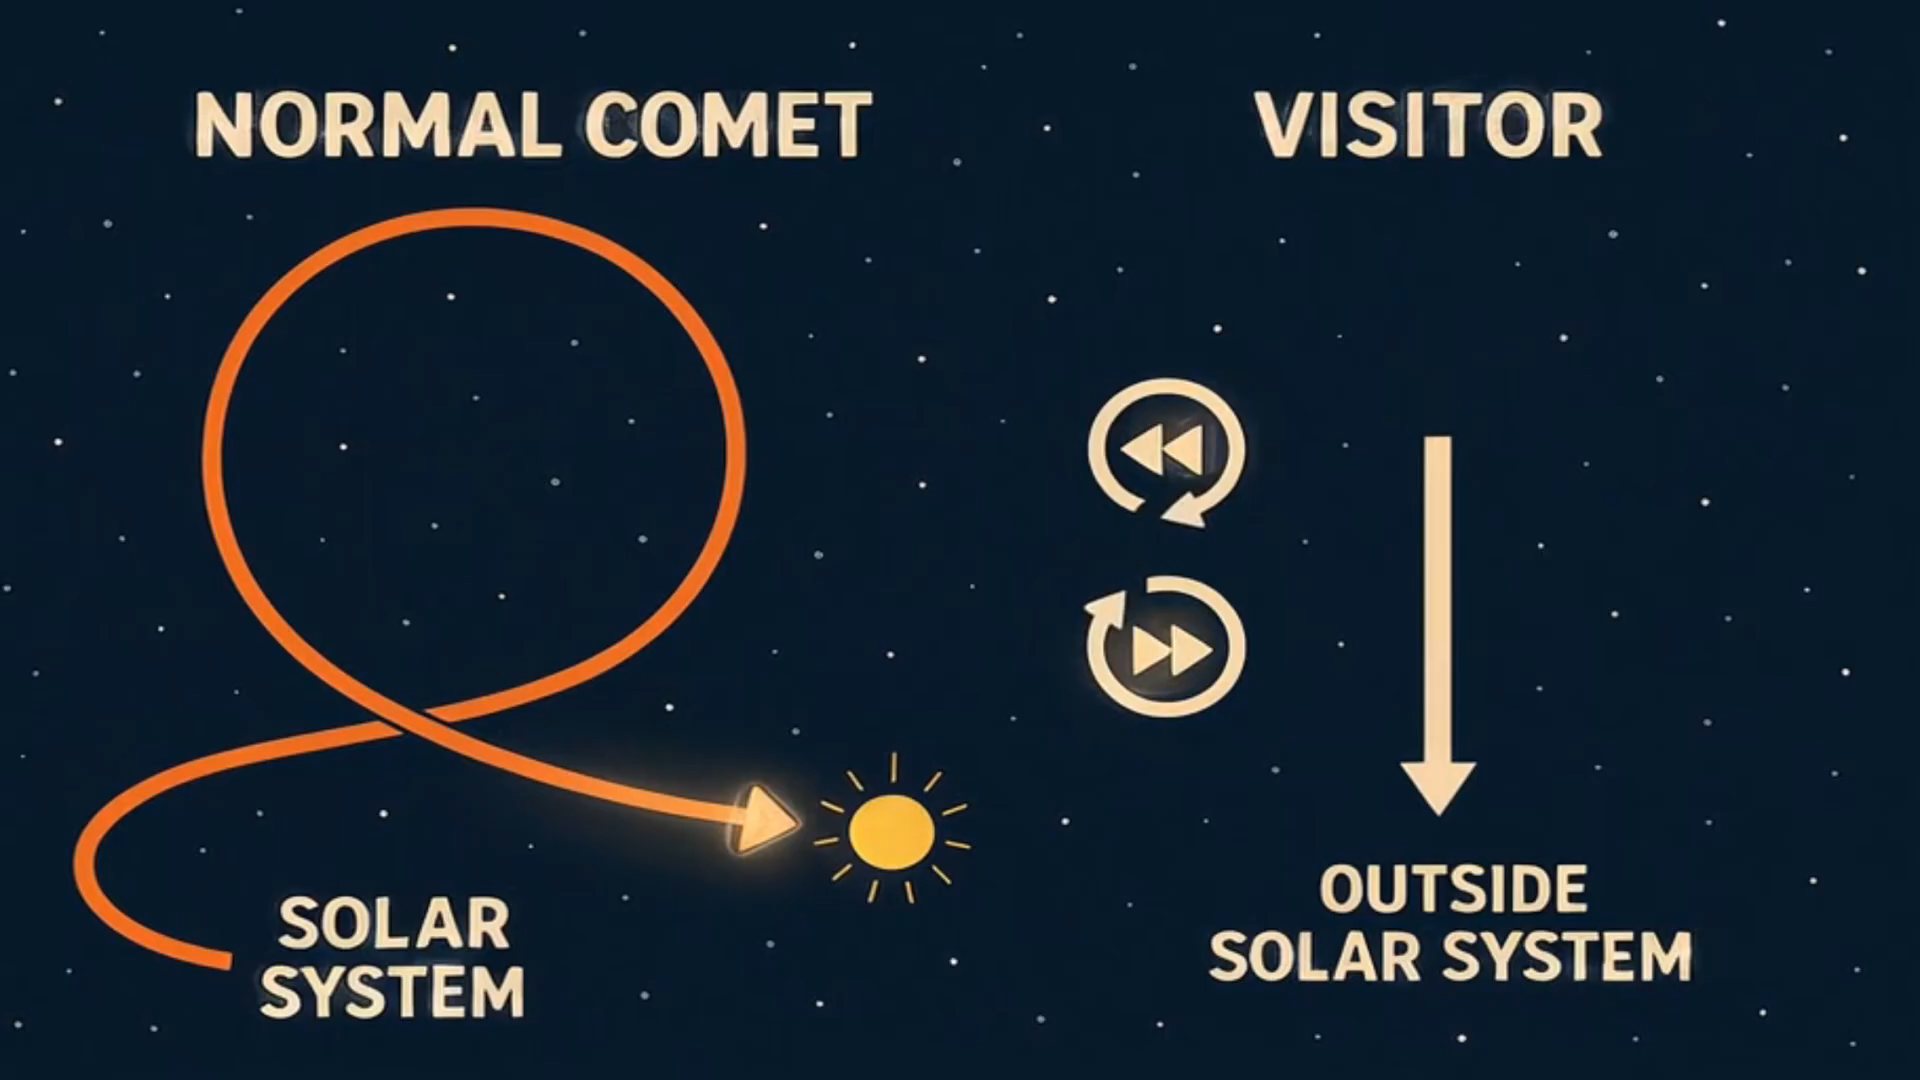 NORMAL COMET
VISITOR
SOLAR
SYSTEM
OUTSIDE
SOLAR SYSTEM